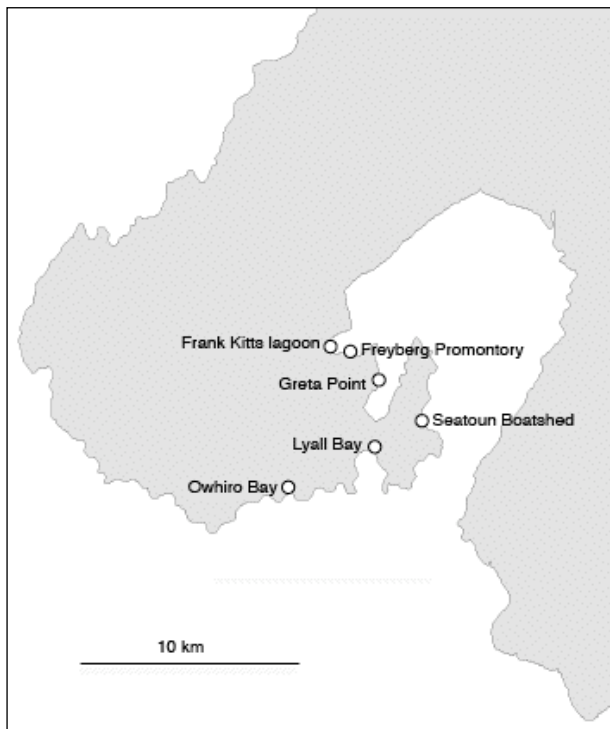 Frank Kitts lagoon
Freyberg Promontory
Greta Point
Seatoun Boatshed
Lyall Bay
Owhiro Bay
10 km